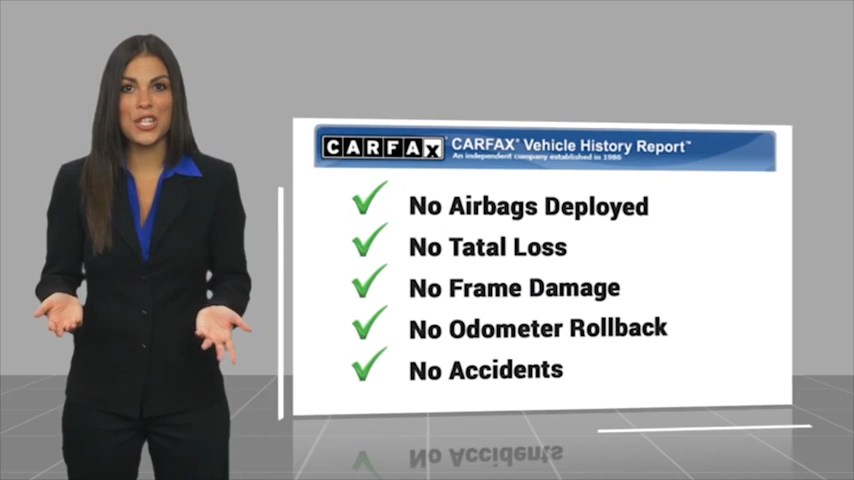 CARFAX CARFAX® Vehicle History Report™
An independent company established in 1986
No Airbags Deployed
No Tatal Loss
No Frame Damage
No Odometer Rollback
No Accidents
No Accidents